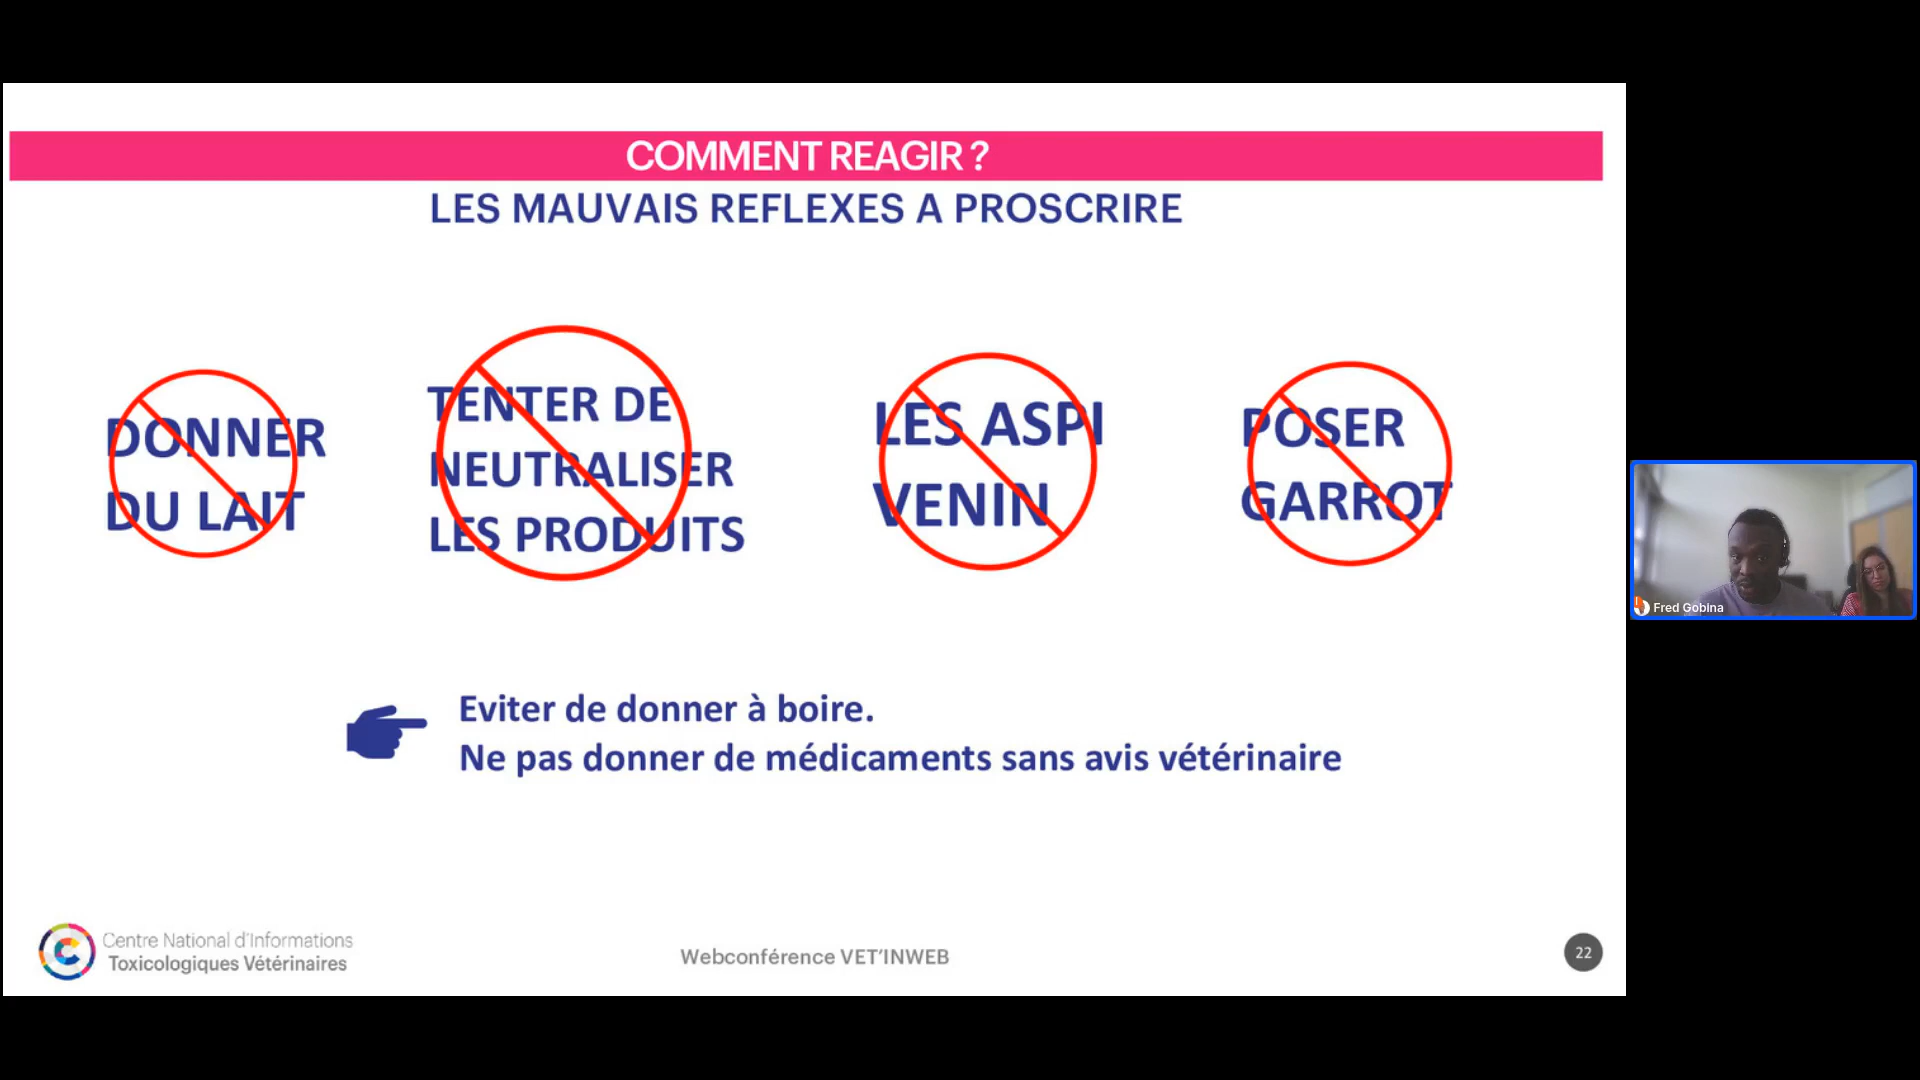 COMMENT REAGIR ?
LES MAUVAIS REFLEXES A PROSCRIRE
DONNER
DU LAIT
TENTER DE
NEUTRALISER
LES PRODUITS
LES ASPI
VENIN
POSER
GARROT
Eviter de donner à boire.
Ne pas donner de médicaments sans avis vétérinaire
Centre National d'Informations
Toxicologiques Vétérinaires
Webconférence VET'INWEB
22
Fred Gobina